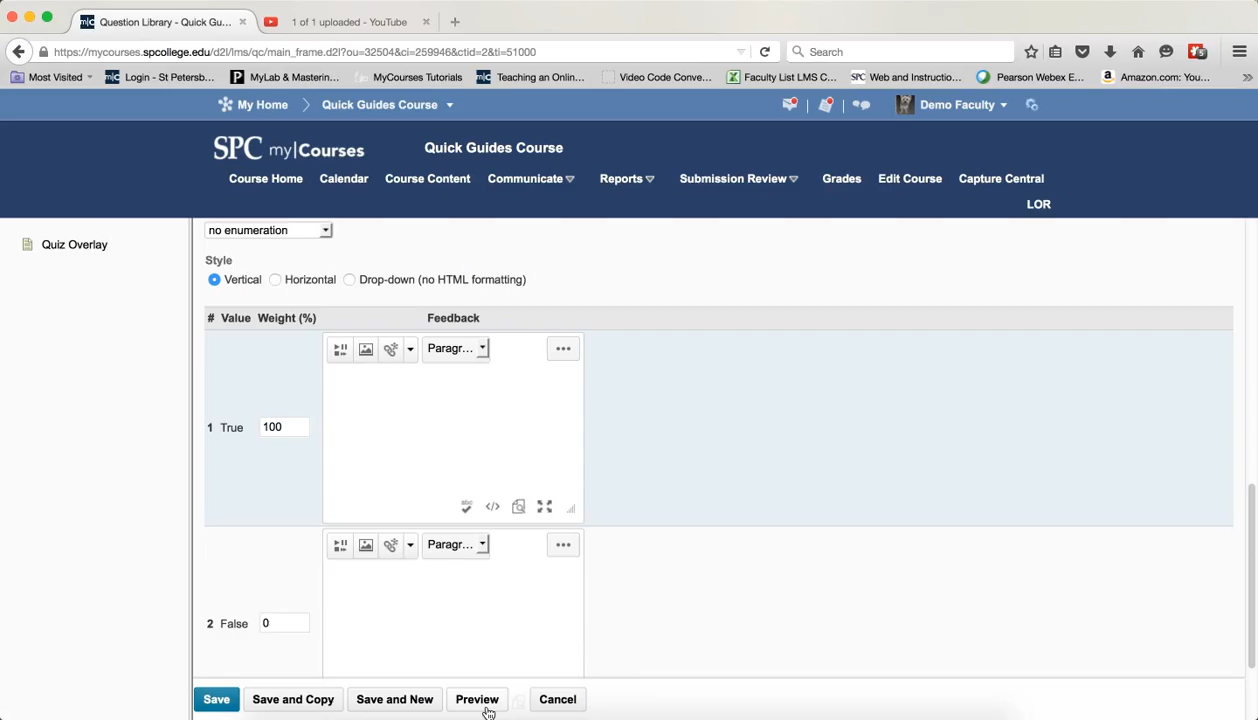 Question Library - Quick Gu...
1 of 1 uploaded - YouTube
https://mycourses.spcollege.edu/d2l/lms/qc/main_frame.d2l?ou=32504&ci=259946&ctid=2&ti=51000
Search
Most Visited
Login - St Petersb...
MyLab & Mastering...
MyCourses Tutorials
Teaching an Onlin...
Video Code Conve...
Faculty List LMS C...
Web and Instructio...
Pearson Webex E...
Amazon.com: You...
My Home
Quick Guides Course
Demo Faculty
SPC my|Courses
Quick Guides Course
Course Home
Calendar
Course Content
Communicate
Reports
Submission Review
Grades
Edit Course
Capture Central
LOR
Quiz Overlay
no enumeration
Style
Vertical
Horizontal
Drop-down (no HTML formatting)
# Value Weight (%) Feedback
Paragr...
1 True 100
Paragr...
2 False 0
Save
Save and Copy
Save and New
Preview
Cancel